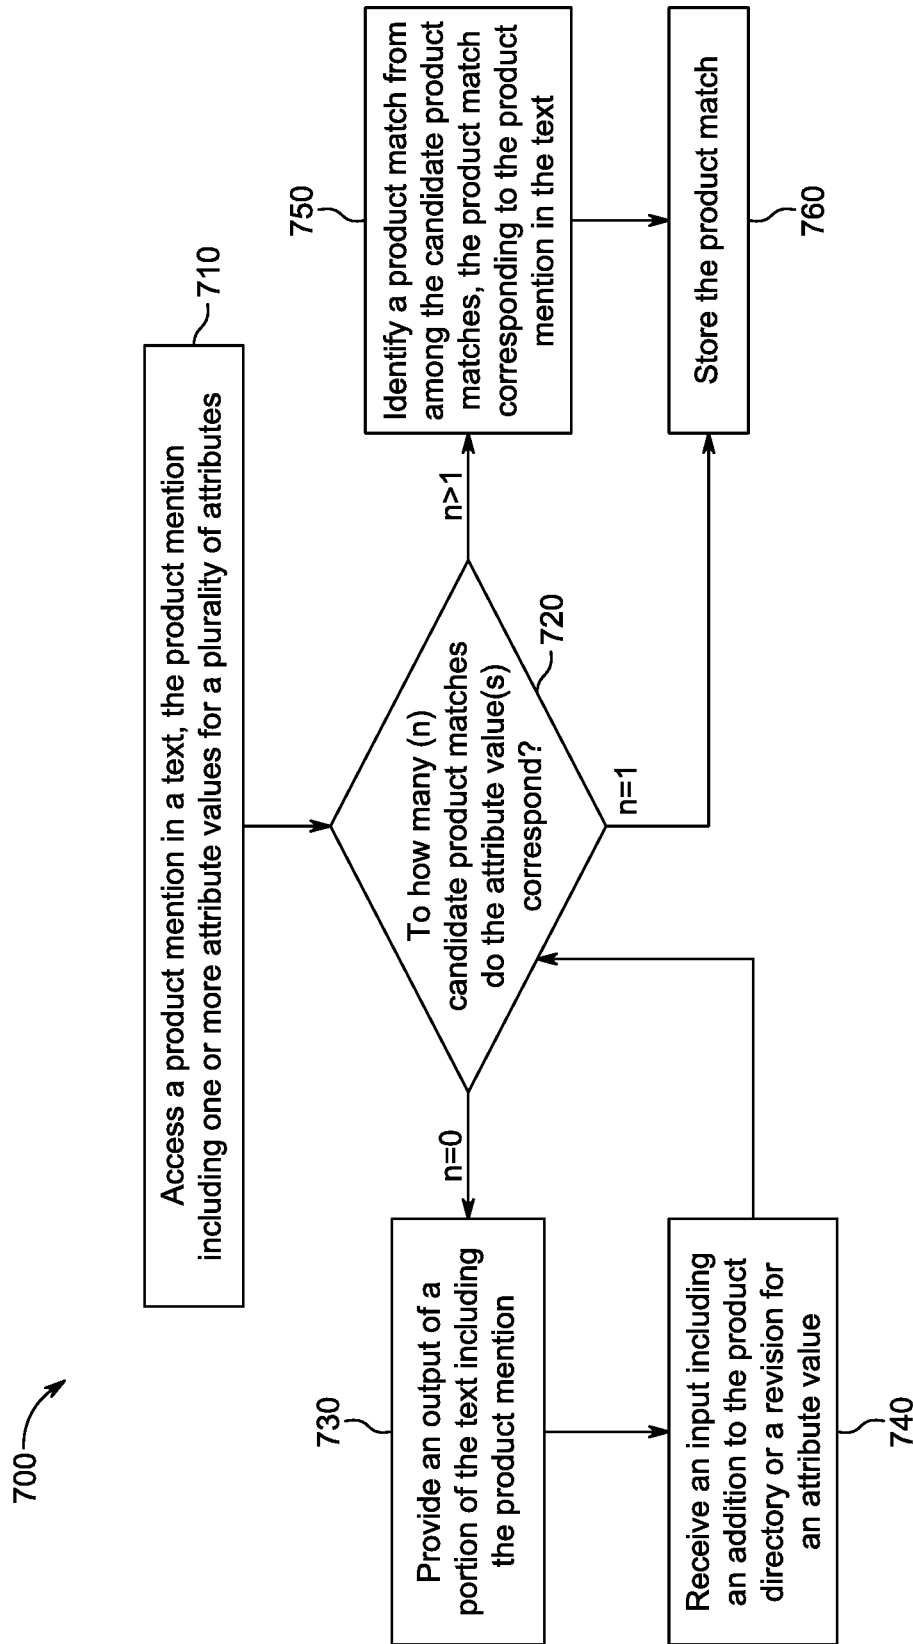 700
710
Access a product mention in a text, the product mention
including one or more attribute values for a plurality of attributes
720
To how many (n)
candidate product matches
do the attribute value(s)
correspond?
n=0
n=1
n>1
730
Provide an output of a
portion of the text including
the product mention
740
Receive an input including
an addition to the product
directory or a revision for
an attribute value
750
Identify a product match from
among the candidate product
matches, the product match
corresponding to the product
mention in the text
760
Store the product match